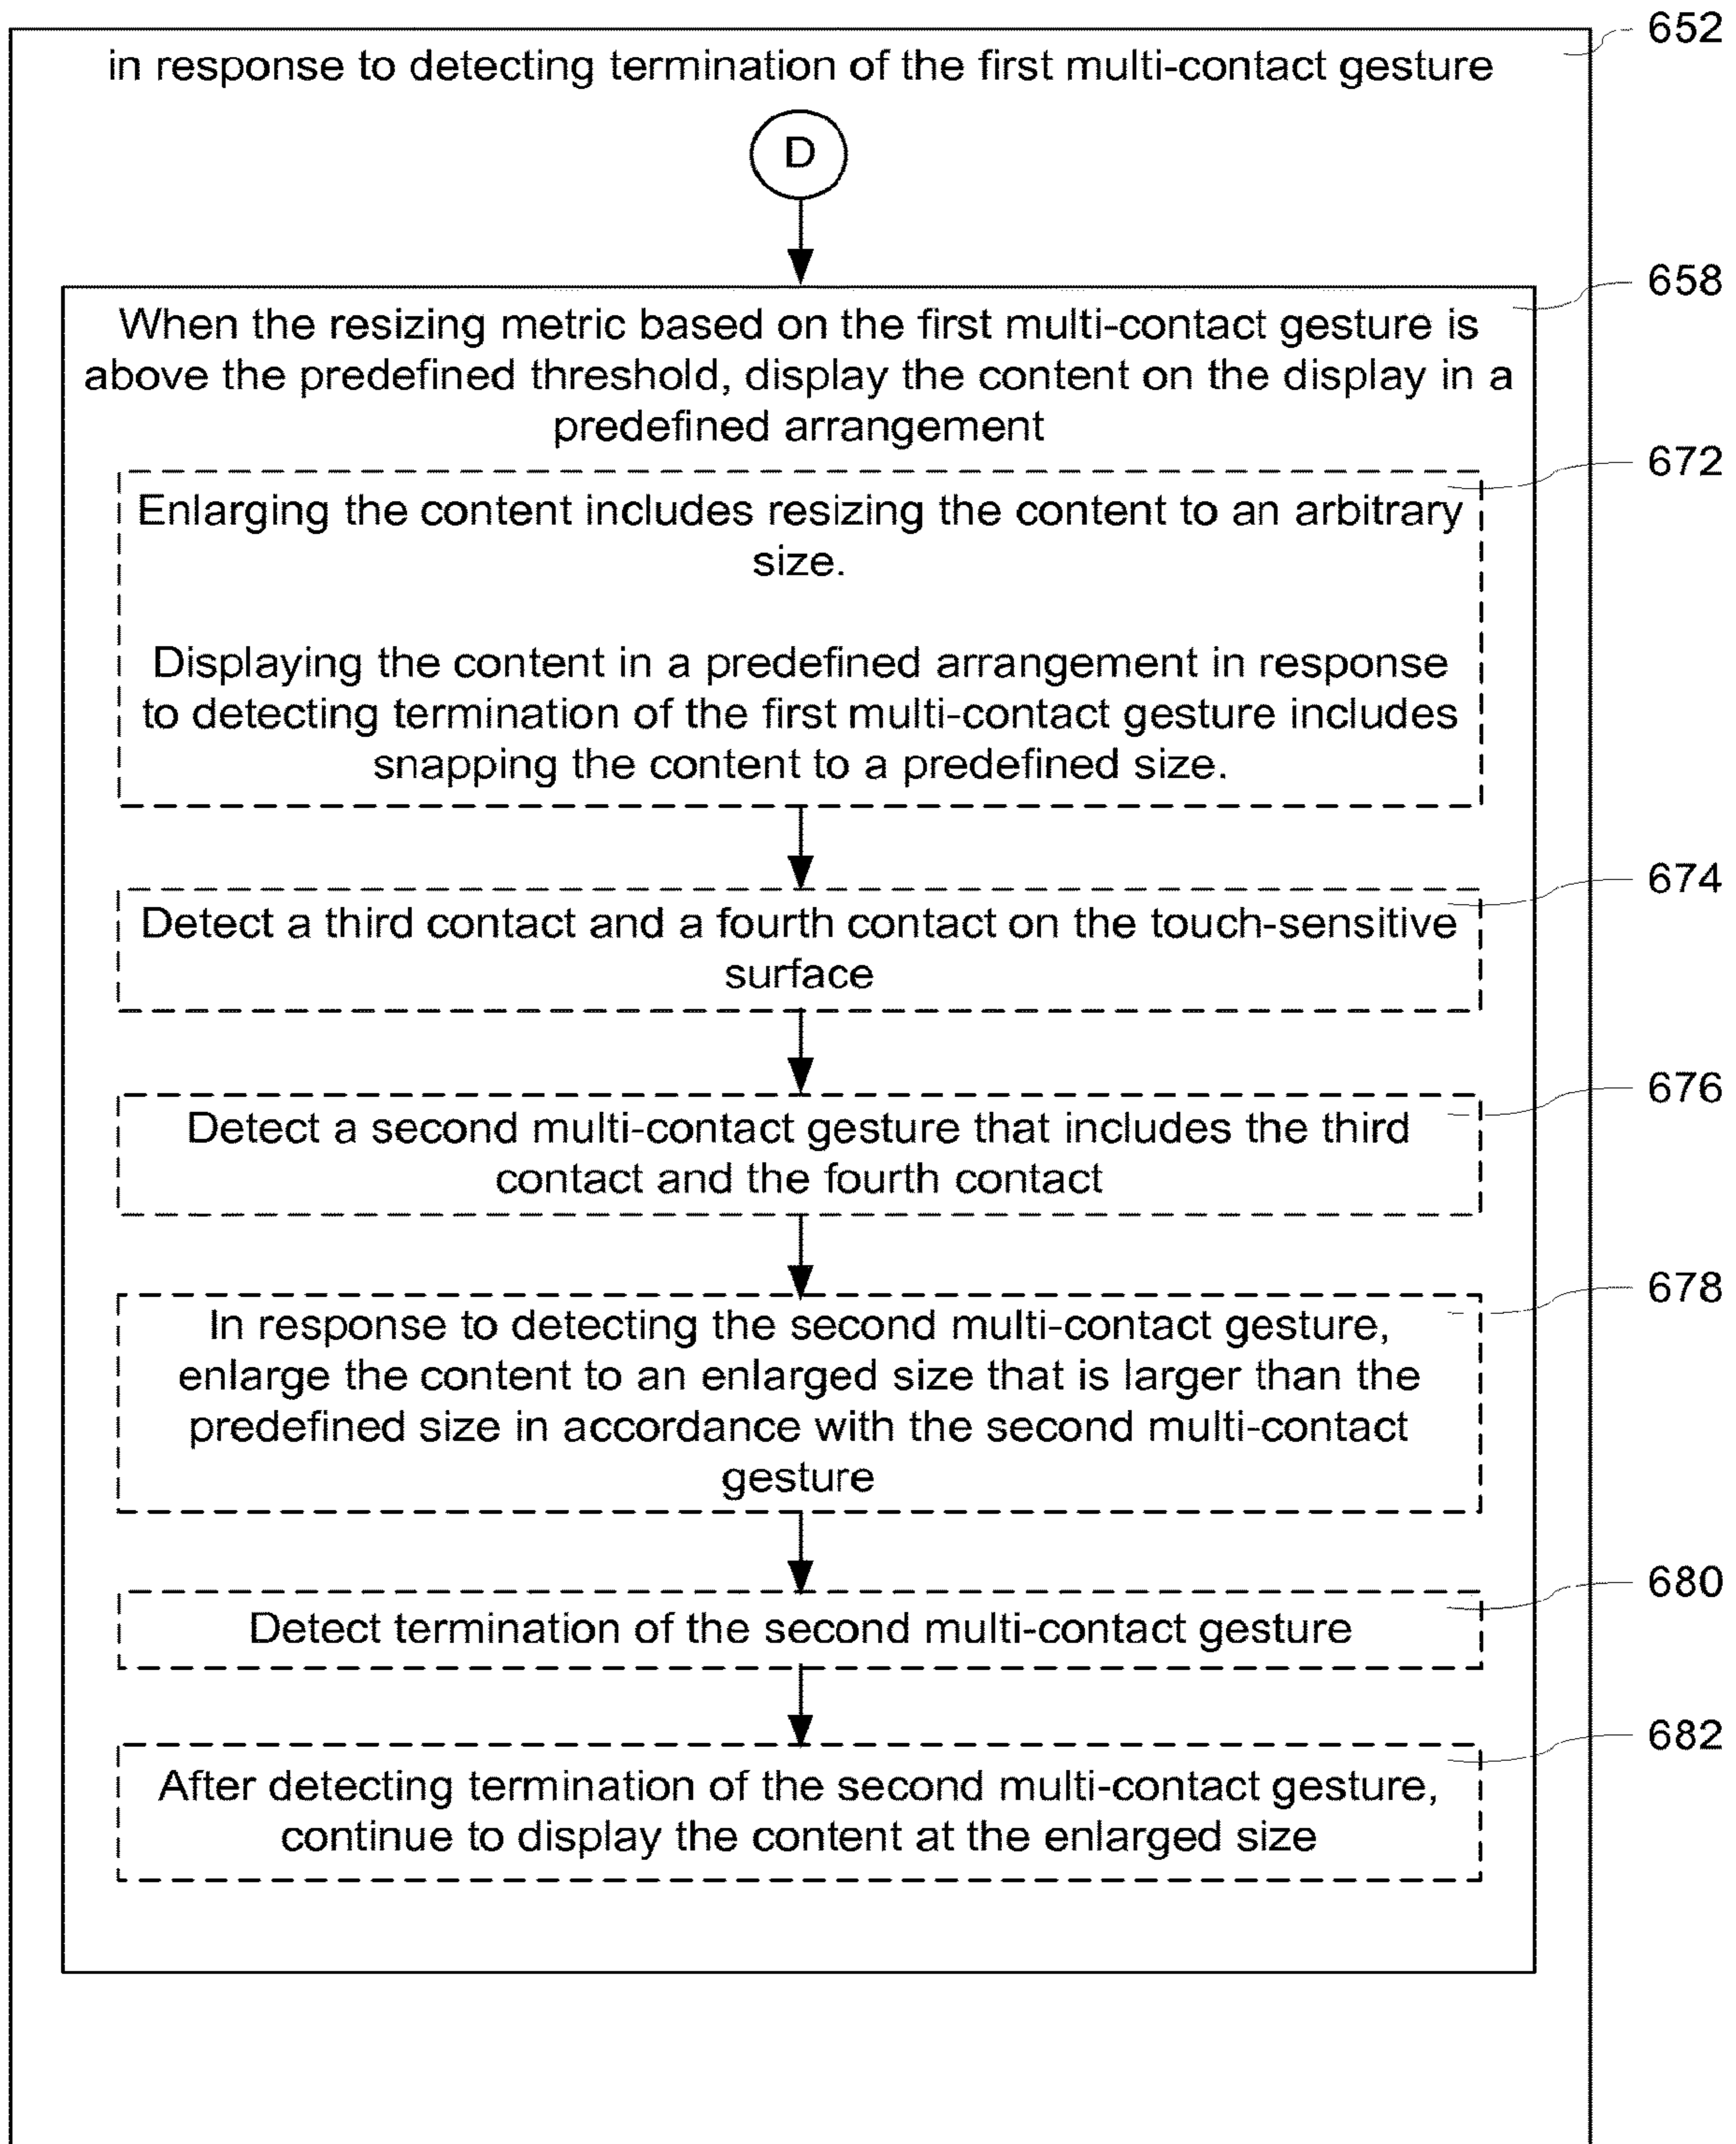 652
in response to detecting termination of the first multi-contact gesture
D
658
When the resizing metric based on the first multi-contact gesture is
above the predefined threshold, display the content on the display in a
predefined arrangement
672
Enlarging the content includes resizing the content to an arbitrary
size.
Displaying the content in a predefined arrangement in response
to detecting termination of the first multi-contact gesture includes
snapping the content to a predefined size.
674
Detect a third contact and a fourth contact on the touch-sensitive
surface
676
Detect a second multi-contact gesture that includes the third
contact and the fourth contact
678
In response to detecting the second multi-contact gesture,
enlarge the content to an enlarged size that is larger than the
predefined size in accordance with the second multi-contact
gesture
680
Detect termination of the second multi-contact gesture
682
After detecting termination of the second multi-contact gesture,
continue to display the content at the enlarged size